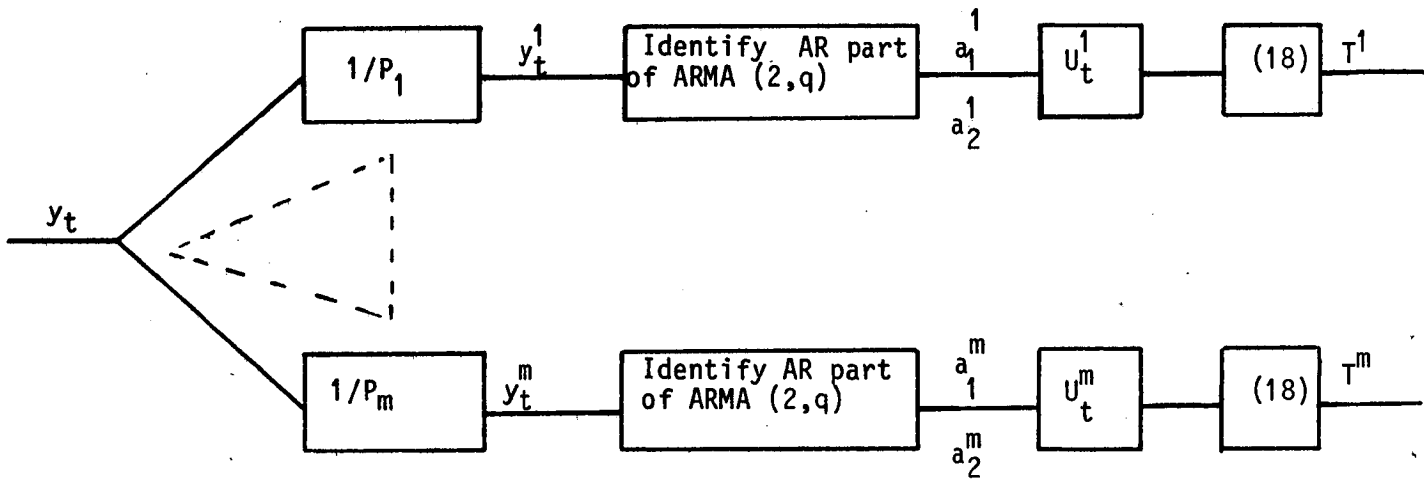 y_t
1/P_1
y_t^1
Identify AR part
of ARMA (2,q)
a_1^1
a_2^1
U_t^1
(18)
T^1
1/P_m
y_t^m
Identify AR part
of ARMA (2,q)
a_1^m
a_2^m
U_t^m
(18)
T^m